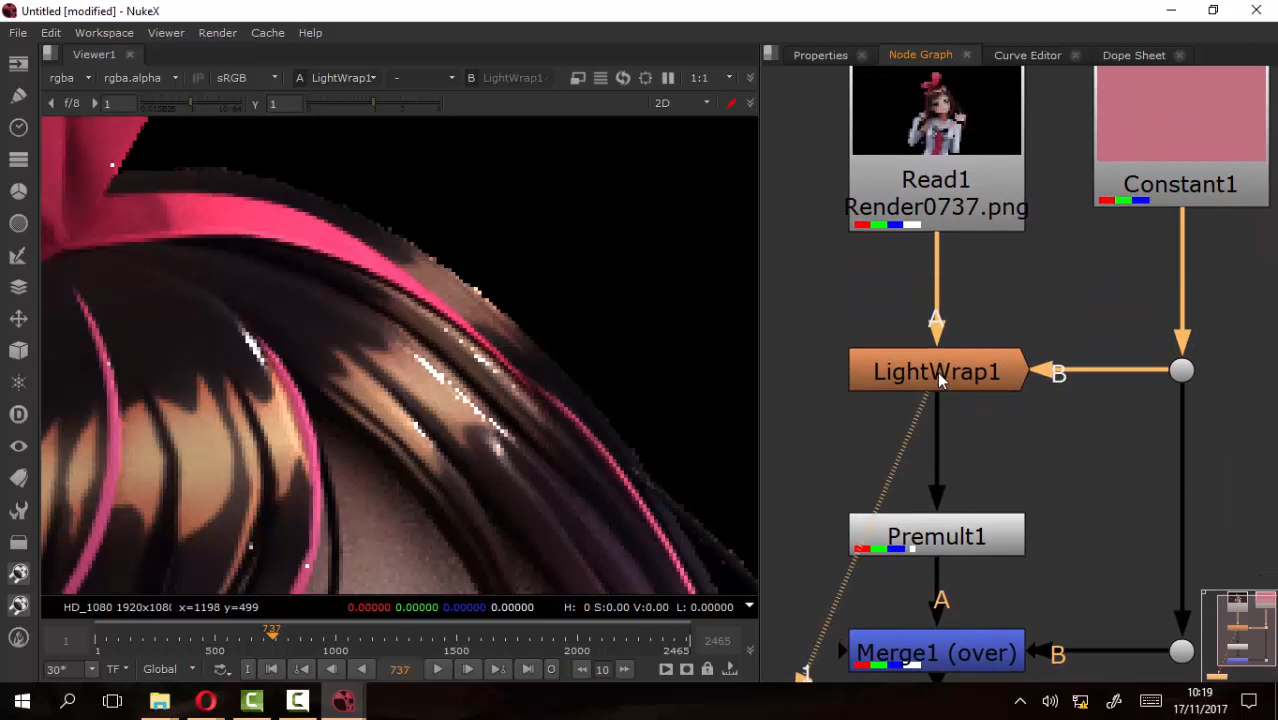 Untitled [modified] - NukeX
File Edit Workspace Viewer Render Cache Help
Viewer1
Properties Node Graph Curve Editor Dope Sheet
rgba rgba.alpha IP sRGB A LightWrap1 - B LightWrap1 1:1
f/8 1 Y 1 2D
Read1
Render0737.png
Constant1
A
LightWrap1
B
Premult1
A
Merge1 (over)
B
1
HD_1080 1920x1080 x=1198 y=499 0.00000 0.00000 0.00000 0.00000 H: 0 S:0.00 V:0.00 L: 0.00000
737
1 1 500 1000 1500 2000 2465 2465
30* TF Global I 737 O 10
10:19
17/11/2017